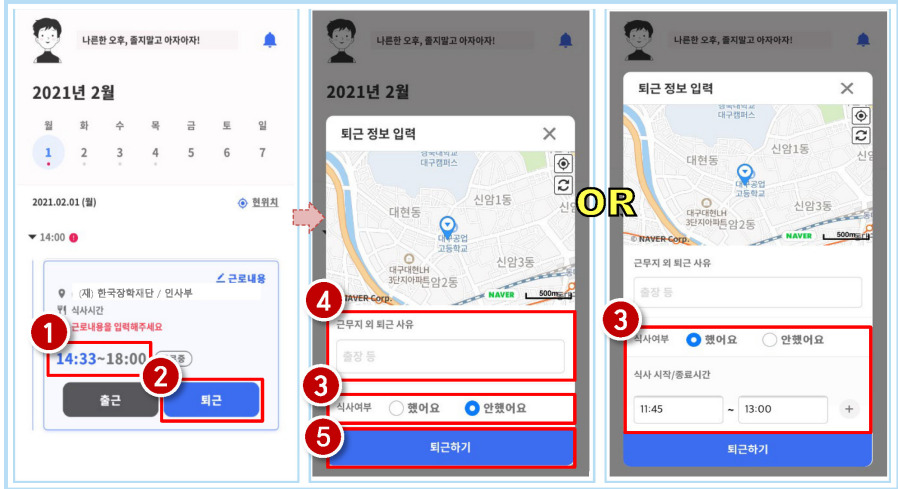 나른한 오후, 졸지말고 아자아자!
2021년 2월
월 화 수 목 금 토 일
1 2 3 4 5 6 7
2021.02.01 (월)
현위치
14:00
근로내용
(재) 한국장학재단 / 인사부
식사시간
1
근로내용을 입력해주세요
14:33~18:00
2
출근
퇴근
나른한 오후, 졸지말고 아자아자!
2021년 2월
퇴근 정보 입력
대구캠퍼스
대현동
신암1동
대구공업
고등학교
대구대현LH
3단지아파트
신암2동
신암3동
NAVER Corp.
NAVER
500m
4
근무지 외 퇴근 사유
출장 등
3
식사여부
했어요
안했어요
5
퇴근하기
OR
나른한 오후, 졸지말고 아자아자!
퇴근 정보 입력
대구캠퍼스
대현동
신암1동
고등학교
대구대현LH
3단지아파트
신암2동
신암3동
© NAVER Corp.
NAVER
500m
근무지 외 퇴근 사유
출장 등
3
식사여부
했어요
안했어요
식사 시작/종료시간
11:45 ~ 13:00 +
퇴근하기